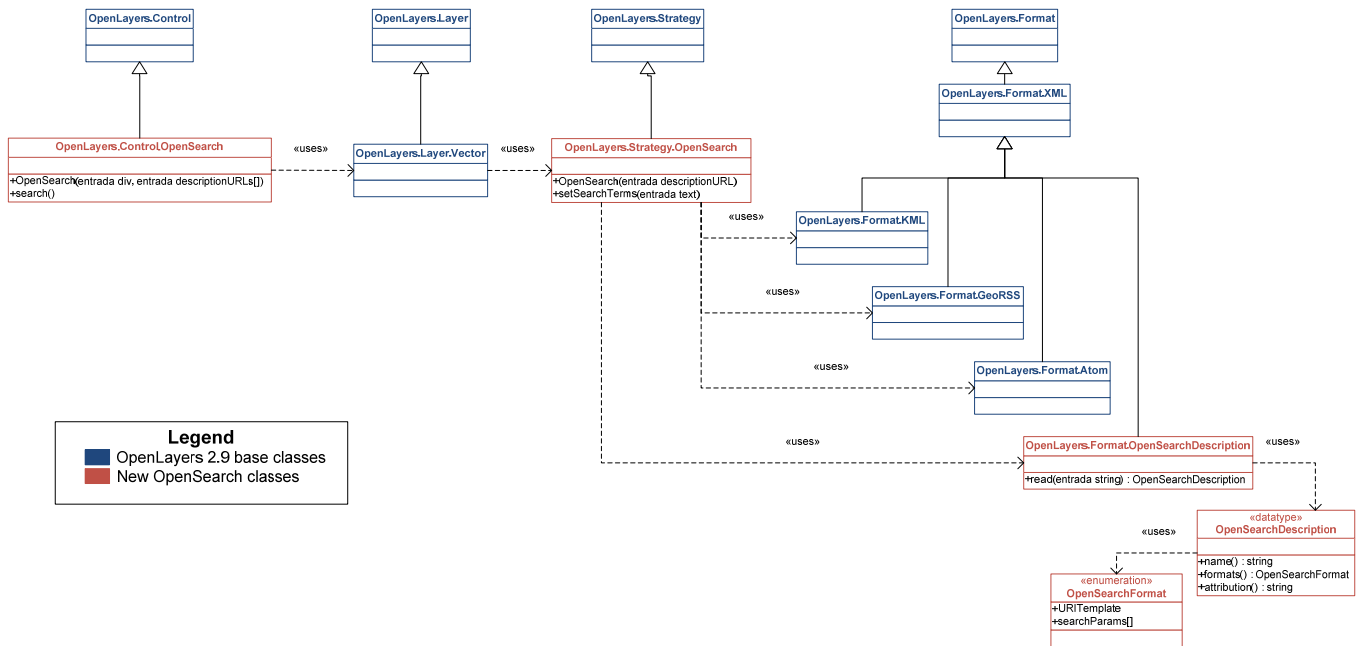 OpenLayers.Control
OpenLayers.Layer
OpenLayers.Strategy
OpenLayers.Format
OpenLayers.Format.XML
OpenLayers.Control.OpenSearch
+OpenSearch(entrada div, entrada descriptionURLs[])
+search()
«uses»
OpenLayers.Layer.Vector
«uses»
OpenLayers.Strategy.OpenSearch
+OpenSearch(entrada descriptionURL)
+setSearchTerms(entrada text)
«uses»
OpenLayers.Format.KML
«uses»
OpenLayers.Format.GeoRSS
«uses»
OpenLayers.Format.Atom
«uses»
OpenLayers.Format.OpenSearchDescription
+read(entrada string) : OpenSearchDescription
«uses»
Legend
OpenLayers 2.9 base classes
New OpenSearch classes
«datatype»
OpenSearchDescription
+name() : string
+formats() : OpenSearchFormat
+attribution() : string
«uses»
«enumeration»
OpenSearchFormat
+URITemplate
+searchParams[]